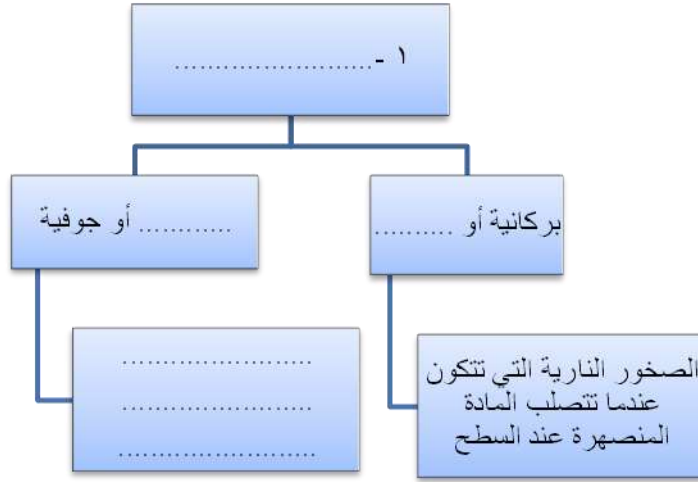 ١ -........................
بركانية أو ..........
............ أو جوفية
الصخور النارية التي تتكون
عندما تتصلب المادة
المنصهرة عند السطح
.......................
.......................
........................